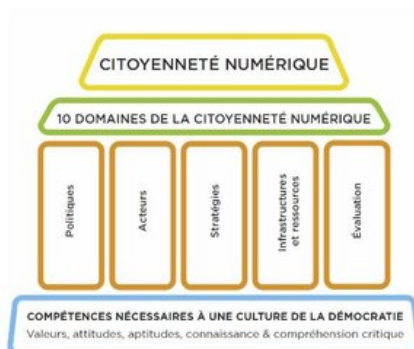 CITOYENNETÉ NUMÉRIQUE
10 DOMAINES DE LA CITOYENNETÉ NUMÉRIQUE
Politiques
Acteurs
Stratégies
Infrastructures
et ressources
Évaluation
COMPÉTENCES NÉCESSAIRES À UNE CULTURE DE LA DÉMOCRATIE
Valeurs, attitudes, aptitudes, connaissance & compréhension critique